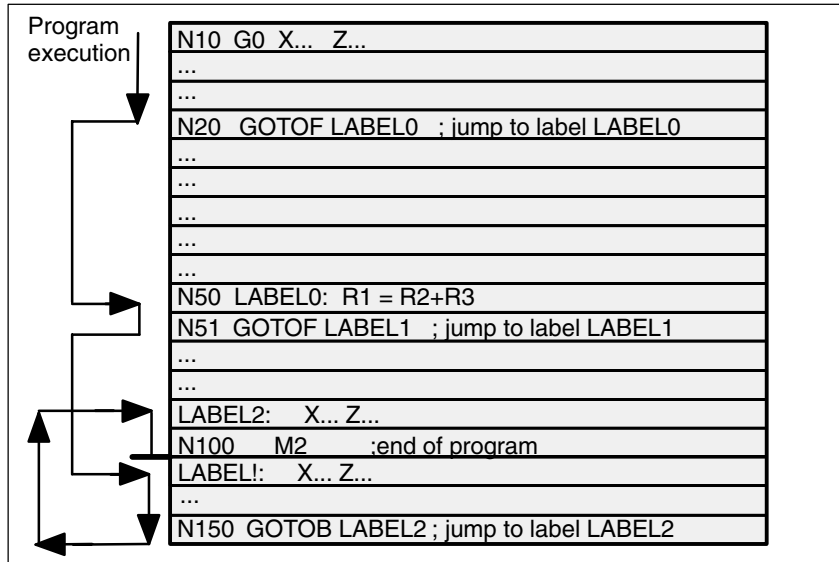 Program
execution
N10 G0 X... Z...
...
...
N20 GOTOF LABEL0 ; jump to label LABEL0
...
...
...
...
...
N50 LABEL0: R1 = R2+R3
N51 GOTOF LABEL1 ; jump to label LABEL1
...
...
LABEL2: X... Z...
N100 M2 ;end of program
LABEL!: X... Z...
...
N150 GOTOB LABEL2 ; jump to label LABEL2